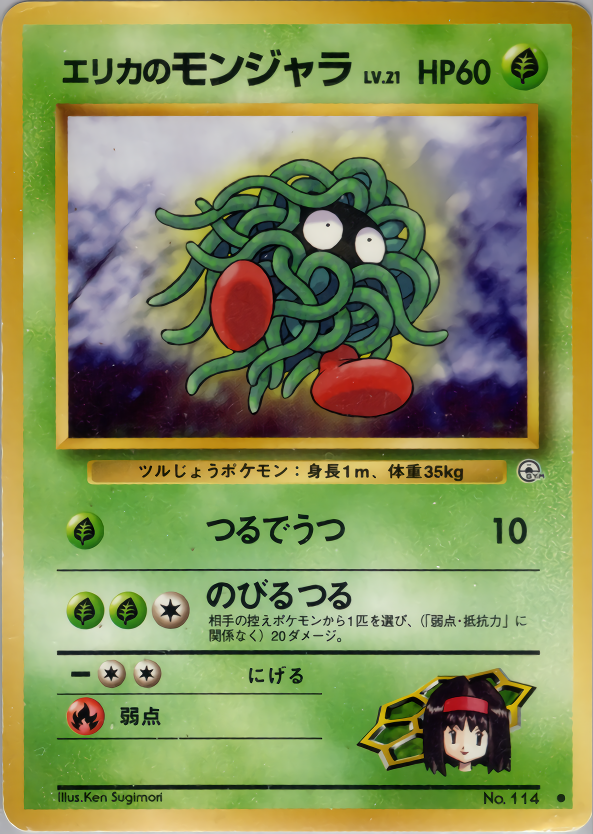 エリカのモンジャラ LV.21 HP60
ツルじょうポケモン：身長1m、体重35kg
GYM
つるでうつ 10
のびるつる
相手の控えポケモンから1匹を選び、（「弱点・抵抗力」に
関係なく）20ダメージ。
にげる
弱点
Illus.Ken Sugimori No. 114 ●